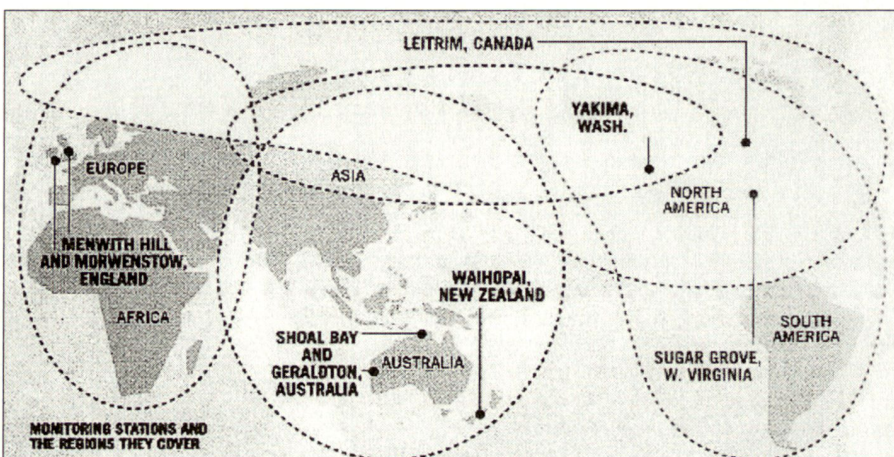 LEITRIM, CANADA
YAKIMA,
WASH.
EUROPE
ASIA
NORTH
AMERICA
MENWITH HILL
AND MORWENSTOW,
ENGLAND
WAIHOPAI,
NEW ZEALAND
AFRICA
SHOAL BAY
AND
GERALDTON,
AUSTRALIA
AUSTRALIA
SOUTH
AMERICA
SUGAR GROVE,
W. VIRGINIA
MONITORING STATIONS AND
THE REGIONS THEY COVER